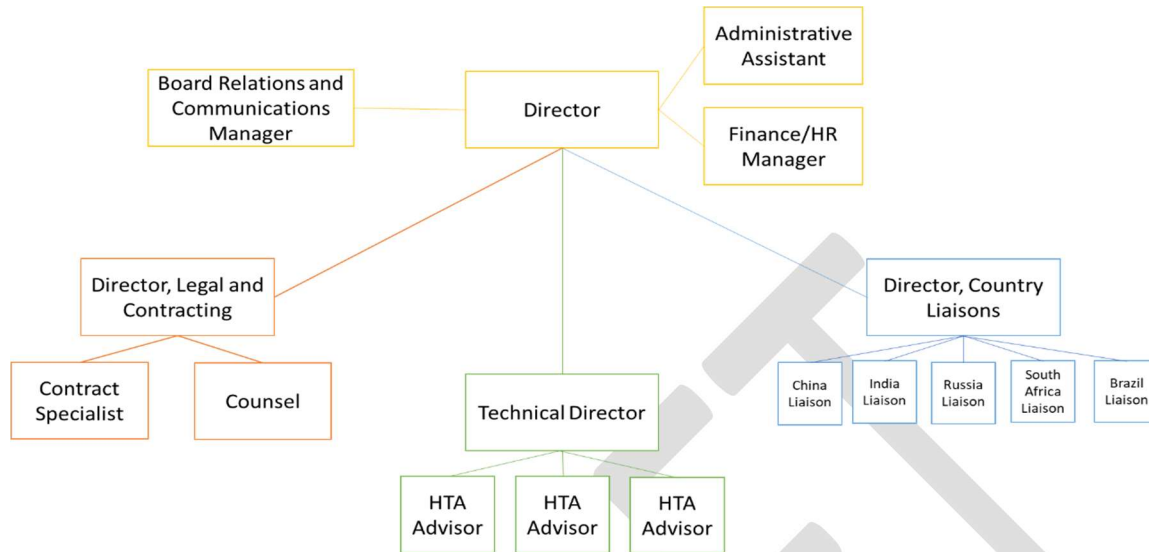 Administrative
Assistant
Board Relations and
Communications
Manager
Director
Finance/HR
Manager
Director, Legal and
Contracting
Director, Country
Liaisons
Contract
Specialist
Counsel
Technical Director
China
Liaison
India
Liaison
Russia
Liaison
South
Africa
Liaison
Brazil
Liaison
HTA
Advisor
HTA
Advisor
HTA
Advisor